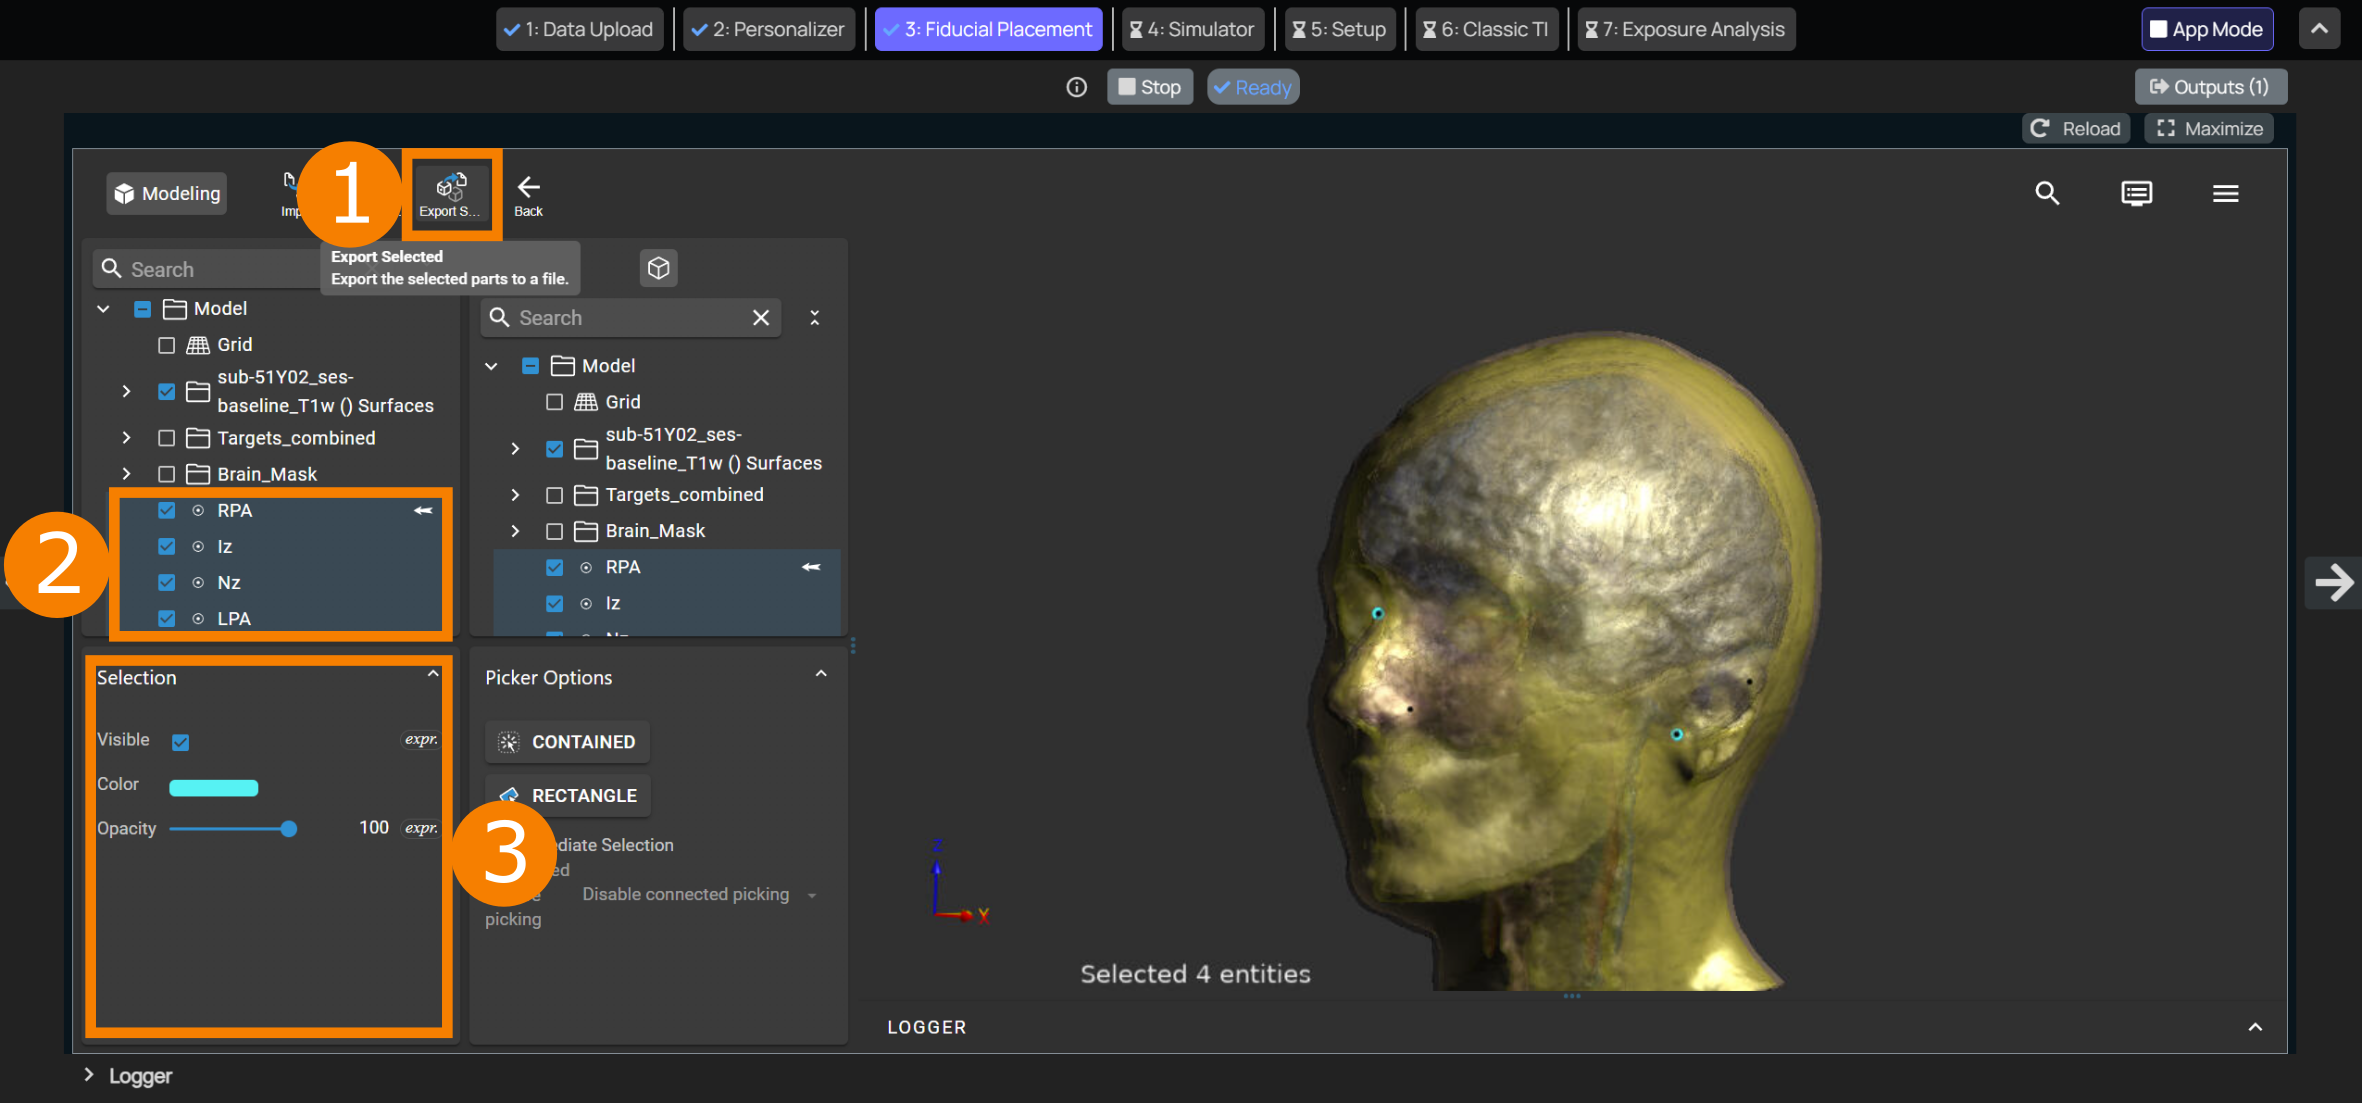 1: Data Upload
2: Personalizer
3: Fiducial Placement
4: Simulator
5: Setup
6: Classic TI
7: Exposure Analysis
App Mode
Stop
Ready
Outputs (1)
Reload
Maximize
Modeling
1
Export S...
Back
Export Selected
Export the selected parts to a file.
Search
Model
Grid
sub-51Y02_ses-
baseline_T1w () Surfaces
Targets_combined
Brain_Mask
2
RPA
Iz
Nz
LPA
Search
Model
Grid
sub-51Y02_ses-
baseline_T1w () Surfaces
Targets_combined
Brain_Mask
RPA
Iz
Selection
Visible
expr.
Color
Opacity
100
expr.
Picker Options
CONTAINED
RECTANGLE
3
Selection
Disable connected picking
picking
Z
X
Selected 4 entities
LOGGER
Logger